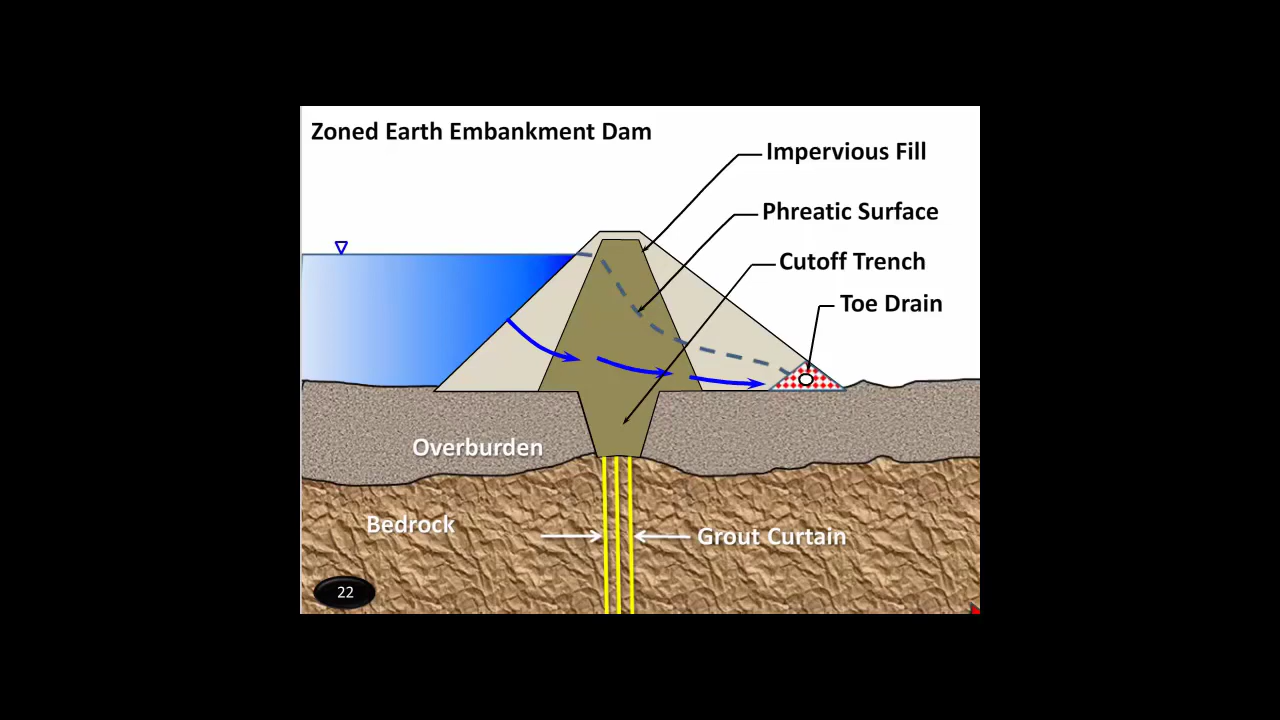 Zoned Earth Embankment Dam
Impervious Fill
Phreatic Surface
Cutoff Trench
Toe Drain
Overburden
Bedrock
Grout Curtain
22